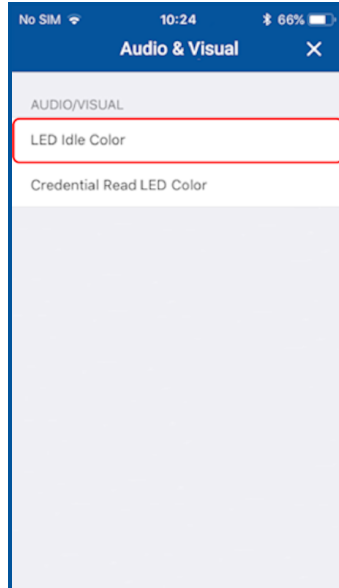 No SIM 10:24 66%
Audio & Visual
AUDIO/VISUAL
LED Idle Color
Credential Read LED Color